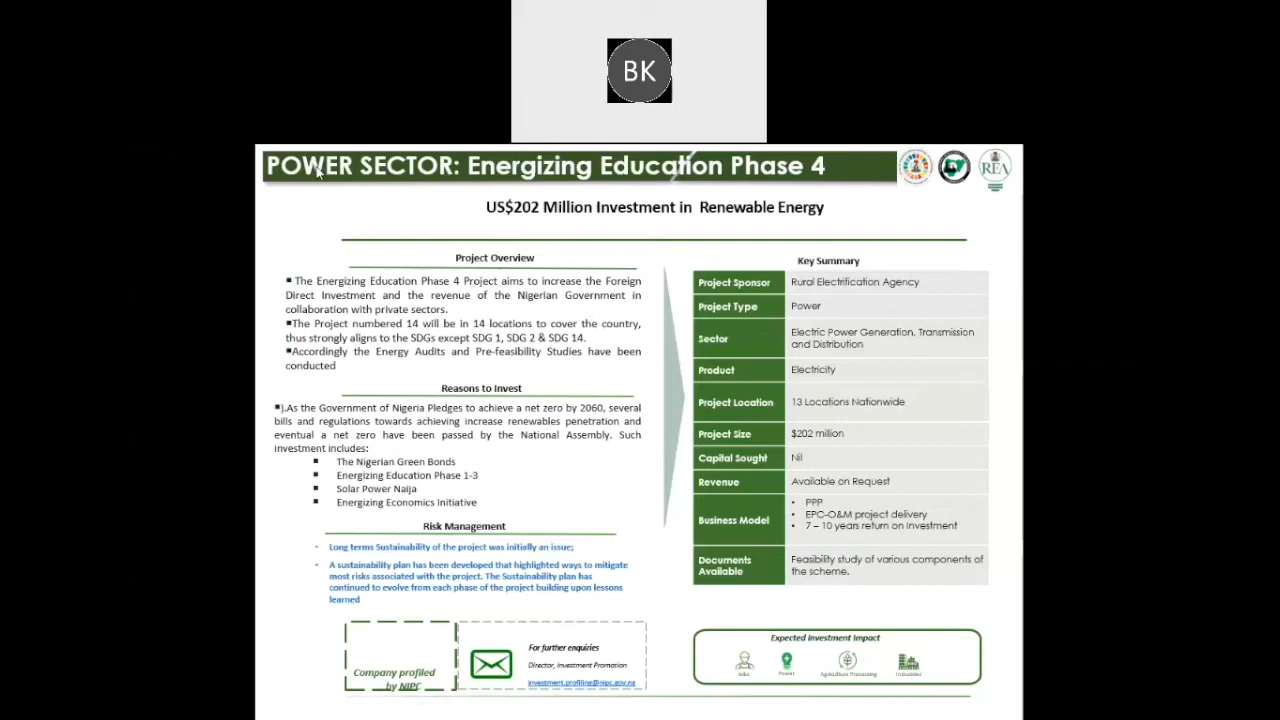 BK
POWER SECTOR: Energizing Education Phase 4
REA
US$202 Million Investment in Renewable Energy
Project Overview
▪ The Energizing Education Phase 4 Project aims to increase the Foreign
Direct Investment and the revenue of the Nigerian Government in
collaboration with private sectors.
▪The Project numbered 14 will be in 14 locations to cover the country,
thus strongly aligns to the SDGs except SDG 1, SDG 2 & SDG 14.
▪Accordingly the Energy Audits and Pre-feasibility Studies have been
conducted
Reasons to Invest
▪).As the Government of Nigeria Pledges to achieve a net zero by 2060, several
bills and regulations towards achieving increase renewables penetration and
eventual a net zero have been passed by the National Assembly. Such
investment includes:
▪ The Nigerian Green Bonds
▪ Energizing Education Phase 1-3
▪ Solar Power Naija
▪ Energizing Economics Initiative
Risk Management
• Long terms Sustainability of the project was initially an issue;
• A sustainability plan has been developed that highlighted ways to mitigate
most risks associated with the project. The Sustainability plan has
continued to evolve from each phase of the project building upon lessons
learned
Company profiled
by NIPC
For further enquiries
Director, Investment Promotion
investment.profiling@nipc.gov.ng
Key Summary
Project Sponsor Rural Electrification Agency
Project Type Power
Sector Electric Power Generation, Transmission
and Distribution
Product Electricity
Project Location 13 Locations Nationwide
Project Size $202 million
Capital Sought Nil
Revenue Available on Request
Business Model • PPP
• EPC-O&M project delivery
• 7 – 10 years return on Investment
Documents
Available Feasibility study of various components of
the scheme.
Expected Investment Impact
Jobs Power Agriculture Processing Industries